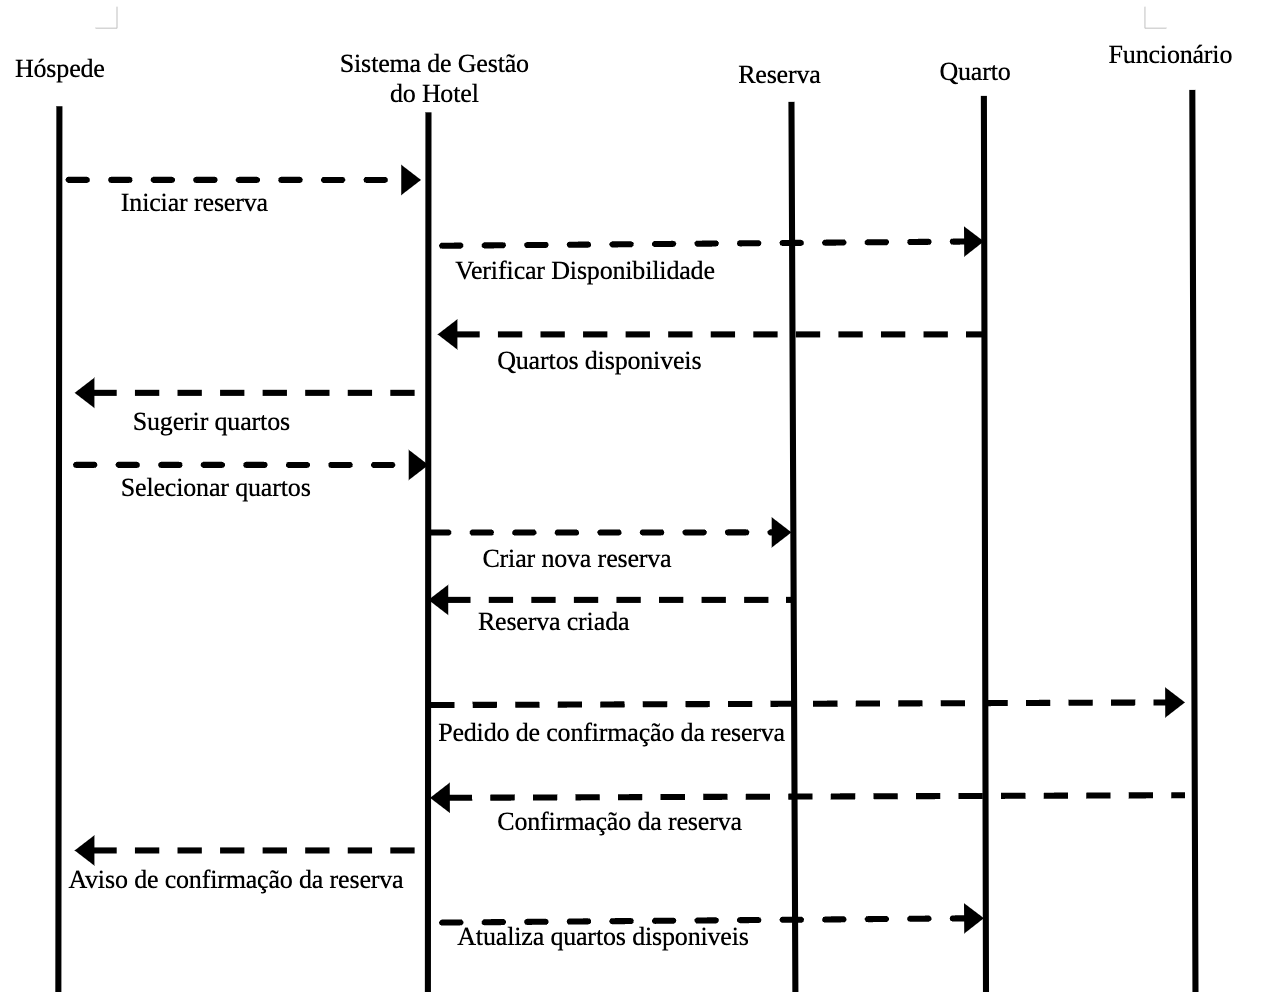 Hóspede
Sistema de Gestão
do Hotel
Reserva
Quarto
Funcionário
Iniciar reserva
Verificar Disponibilidade
Quartos disponiveis
Sugerir quartos
Selecionar quartos
Criar nova reserva
Reserva criada
Pedido de confirmação da reserva
Confirmação da reserva
Aviso de confirmação da reserva
Atualiza quartos disponiveis